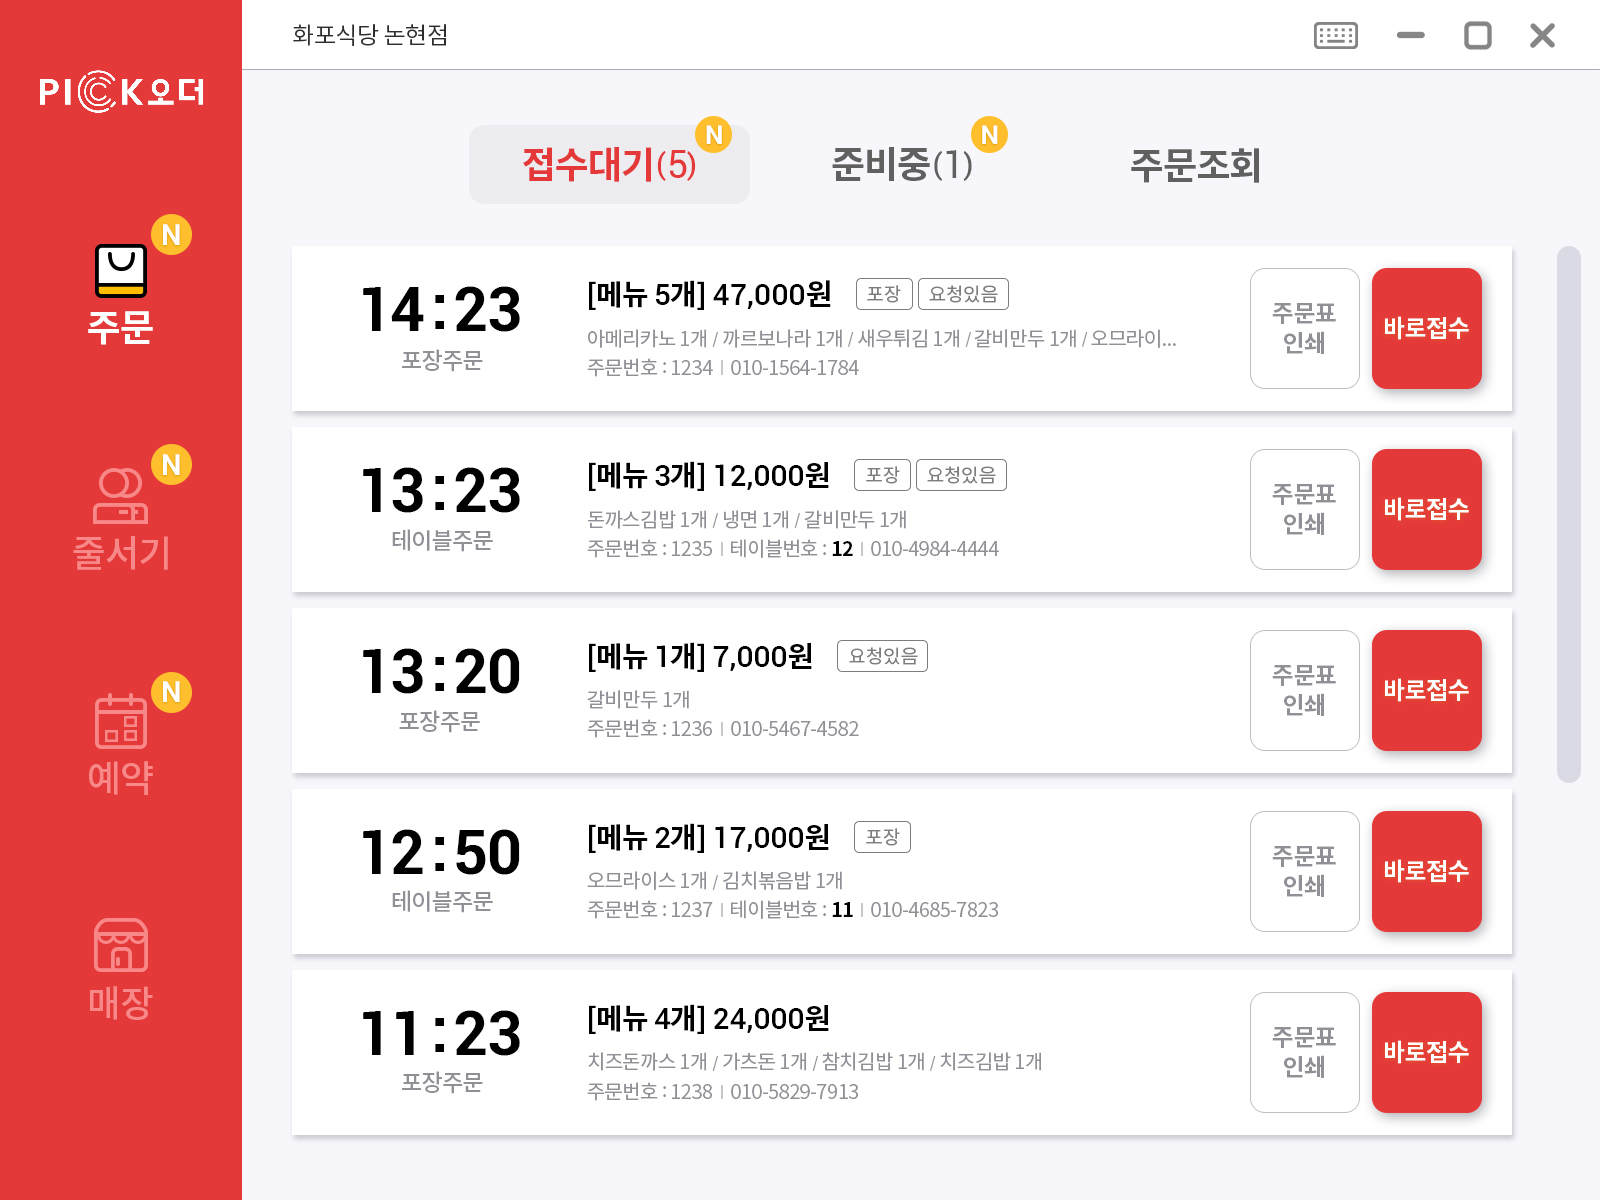 화포식당 논현점
PICK오더
N
주문
N
줄서기
N
예약
매장
접수대기(5)
N
준비중(1)
N
주문조회
14:23
포장주문
[메뉴 5개] 47,000원
포장
요청있음
아메리카노 1개 / 까르보나라 1개 / 새우튀김 1개 / 갈비만두 1개 / 오므라이...
주문번호 : 1234 | 010-1564-1784
주문표
인쇄
바로접수
13:23
테이블주문
[메뉴 3개] 12,000원
포장
요청있음
돈까스김밥 1개 / 냉면 1개 / 갈비만두 1개
주문번호 : 1235 | 테이블번호 : 12 | 010-4984-4444
주문표
인쇄
바로접수
13:20
포장주문
[메뉴 1개] 7,000원
요청있음
갈비만두 1개
주문번호 : 1236 | 010-5467-4582
주문표
인쇄
바로접수
12:50
테이블주문
[메뉴 2개] 17,000원
포장
오므라이스 1개 / 김치볶음밥 1개
주문번호 : 1237 | 테이블번호 : 11 | 010-4685-7823
주문표
인쇄
바로접수
11:23
포장주문
[메뉴 4개] 24,000원
치즈돈까스 1개 / 가츠돈 1개 / 참치김밥 1개 / 치즈김밥 1개
주문번호 : 1238 | 010-5829-7913
주문표
인쇄
바로접수